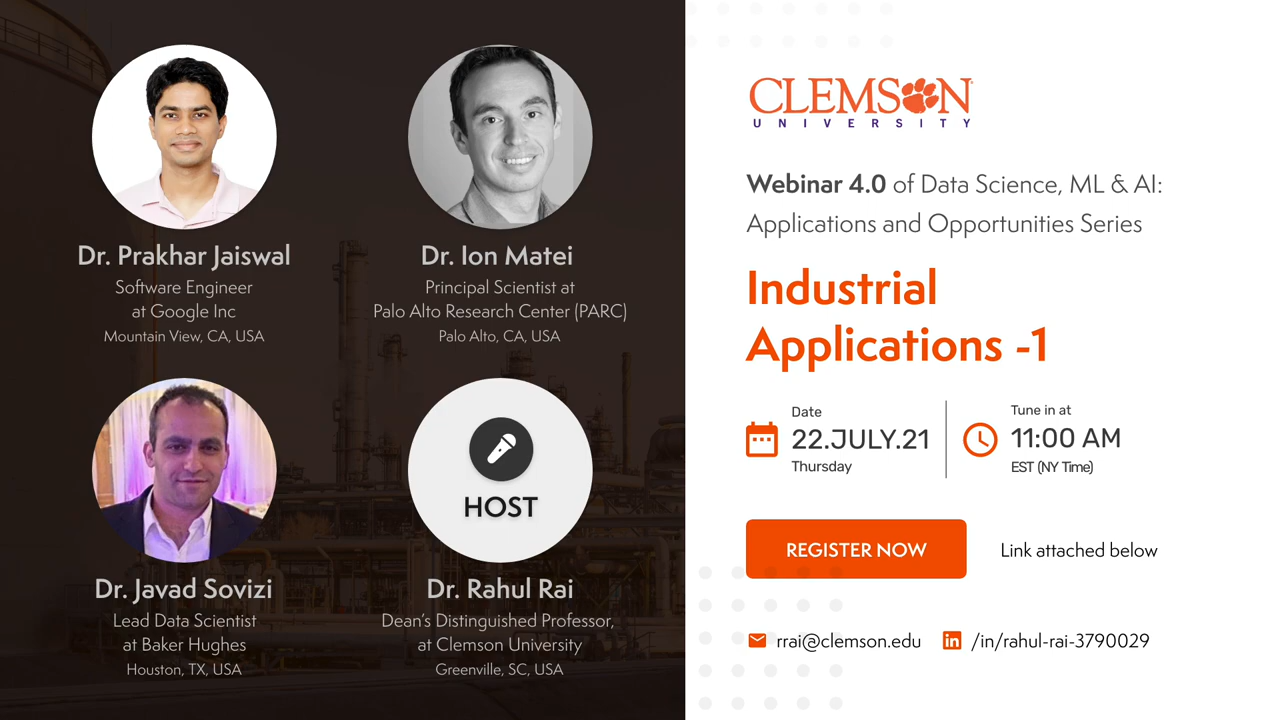 Dr. Prakhar Jaiswal
Software Engineer
at Google Inc
Mountain View, CA, USA
Dr. Ion Matei
Principal Scientist at
Palo Alto Research Center (PARC)
Palo Alto, CA, USA
Dr. Javad Sovizi
Lead Data Scientist
at Baker Hughes
Houston, TX, USA
HOST
Dr. Rahul Rai
Dean's Distinguished Professor,
at Clemson University
Greenville, SC, USA
CLEMSON
UNIVERSITY
Webinar 4.0 of Data Science, ML & AI:
Applications and Opportunities Series
Industrial
Applications -1
Date
22.JULY.21
Thursday
Tune in at
11:00 AM
EST (NY Time)
REGISTER NOW
Link attached below
rrai@clemson.edu
in /in/rahul-rai-3790029